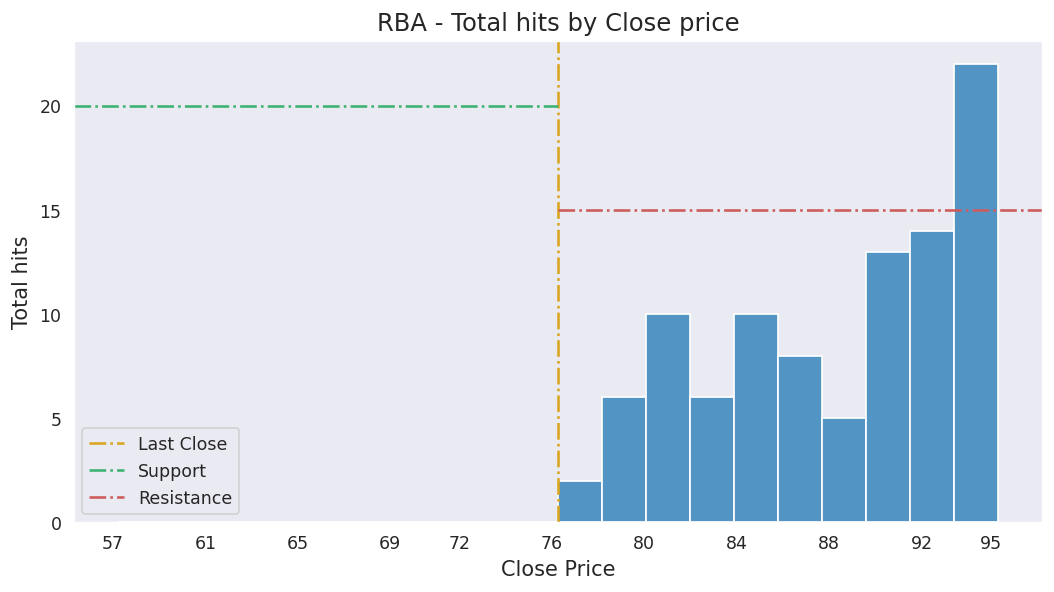 RBA - Total hits by Close price
Total hits
20
15
10
5
0
Last Close
Support
Resistance
57 61 65 69 72 76 80 84 88 92 95
Close Price